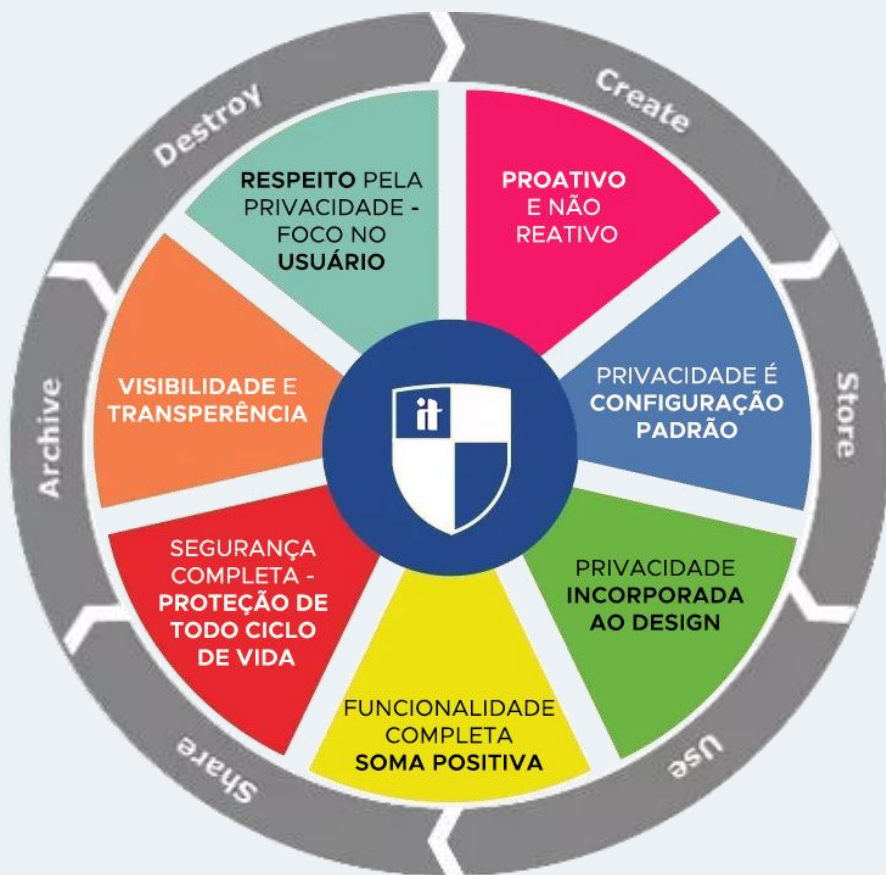 Create
Store
Use
Share
Archive
Destroy
PROATIVO
E NÃO
REATIVO
PRIVACIDADE É
CONFIGURAÇÃO
PADRÃO
PRIVACIDADE
INCORPORADA
AO DESIGN
FUNCIONALIDADE
COMPLETA
SOMA POSITIVA
SEGURANÇA
COMPLETA -
PROTEÇÃO DE
TODO CICLO
DE VIDA
VISIBILIDADE E
TRANSPERÊNCIA
RESPEITO PELA
PRIVACIDADE -
FOCO NO
USUÁRIO
it